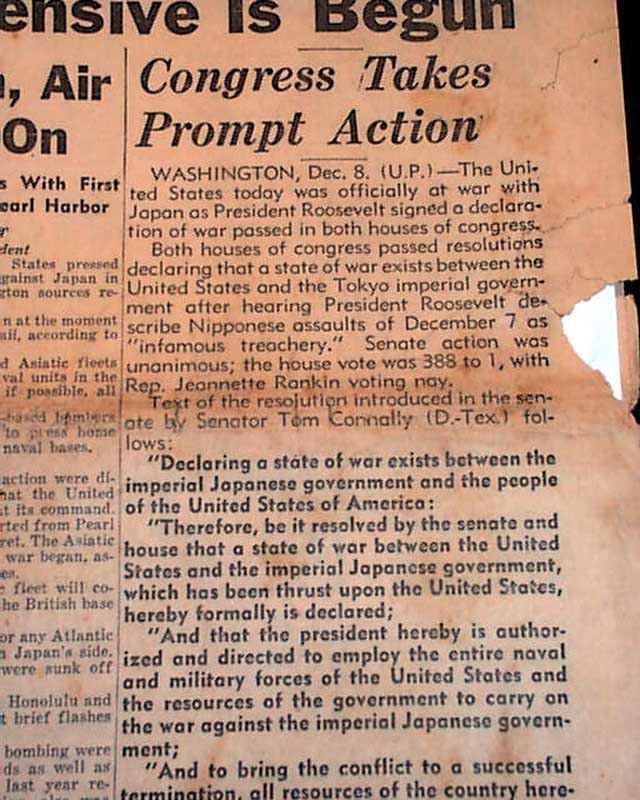 ensive Is Begun
, Air
On
s With First
earl Harbor
dent
States pressed
gainst Japan in
gton sources re-
n at the moment
aii, according to
d Asiatic fleets
val units in the
if possible, all
-based bombers
to press home
naval bases.
action were di-
hat the United
t its command.
rted from Pearl
ret. The Asiatic
war began, as-
es.
fleet will co-
he British base
or any Atlantic
n Japan's side.
were sunk off
Honolulu and
t brief flashes
bombing were
ds as well as
last year re-
Congress Takes
Prompt Action
WASHINGTON, Dec. 8. (U.P.)—The Uni-
ted States today was officially at war with
Japan as President Roosevelt signed a declara-
tion of war passed in both houses of congress.
Both houses of congress passed resolutions
declaring that a state of war exists between the
United States and the Tokyo imperial govern-
ment after hearing President Roosevelt de-
scribe Nipponese assaults of December 7 as
"infamous treachery." Senate action was
unanimous; the house vote was 388 to 1, with
Rep. Jeannette Rankin voting nay.
Text of the resolution introduced in the sen-
ate by Senator Tom Connally (D.-Tex.) fol-
lows:
"Declaring a state of war exists between the
imperial Japanese government and the people
of the United States of America:
"Therefore, be it resolved by the senate and
house that a state of war between the United
States and the imperial Japanese government,
which has been thrust upon the United States,
hereby formally is declared;
"And that the president hereby is author-
ized and directed to employ the entire naval
and military forces of the United States and
the resources of the government to carry on
the war against the imperial Japanese govern-
ment;
"And to bring the conflict to a successful
termination, all resources of the country here-